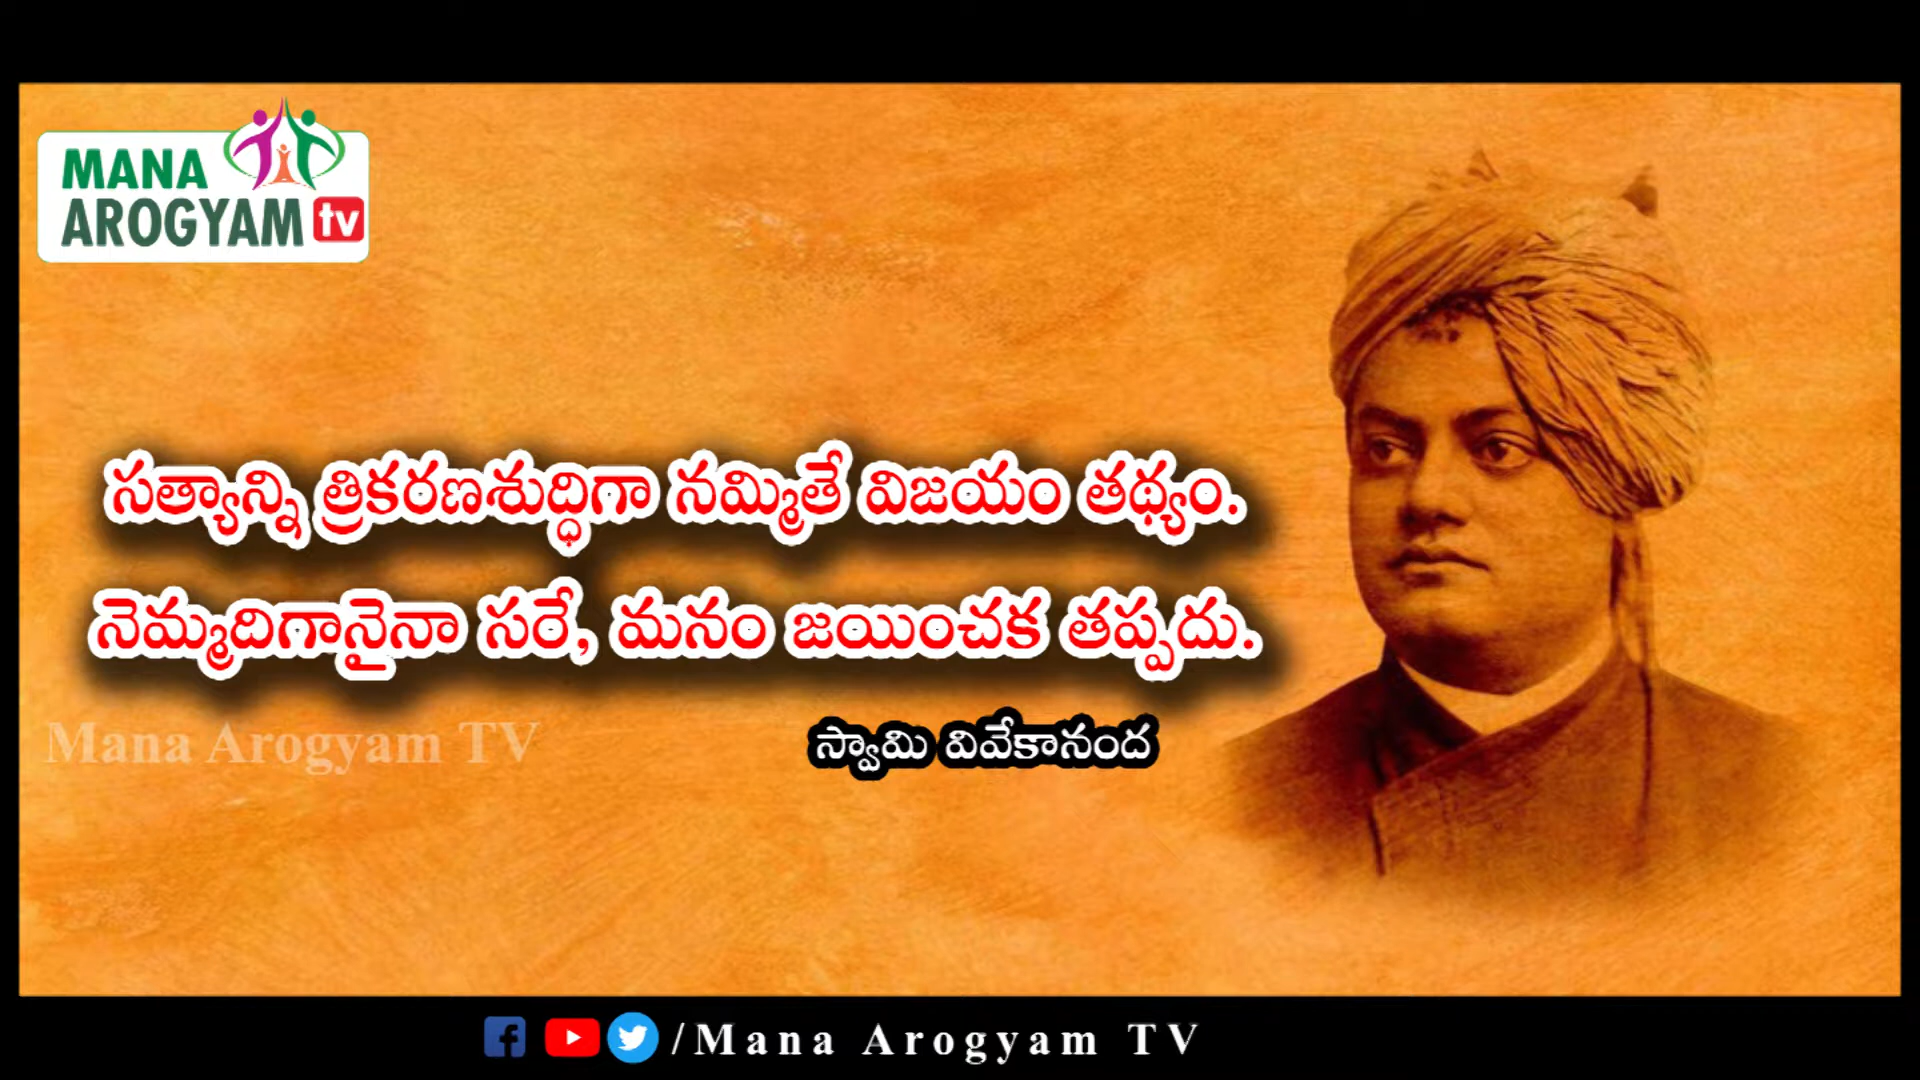 MANA
AROGYAM tv
సత్యాన్ని త్రికరణశుద్ధిగా నమ్మితే విజయం తథ్యం.
నెమ్మదిగానైనా సరే, మనం జయించక తప్పదు.
స్వామి వివేకానంద
Mana Arogyam TV
/Mana Arogyam TV